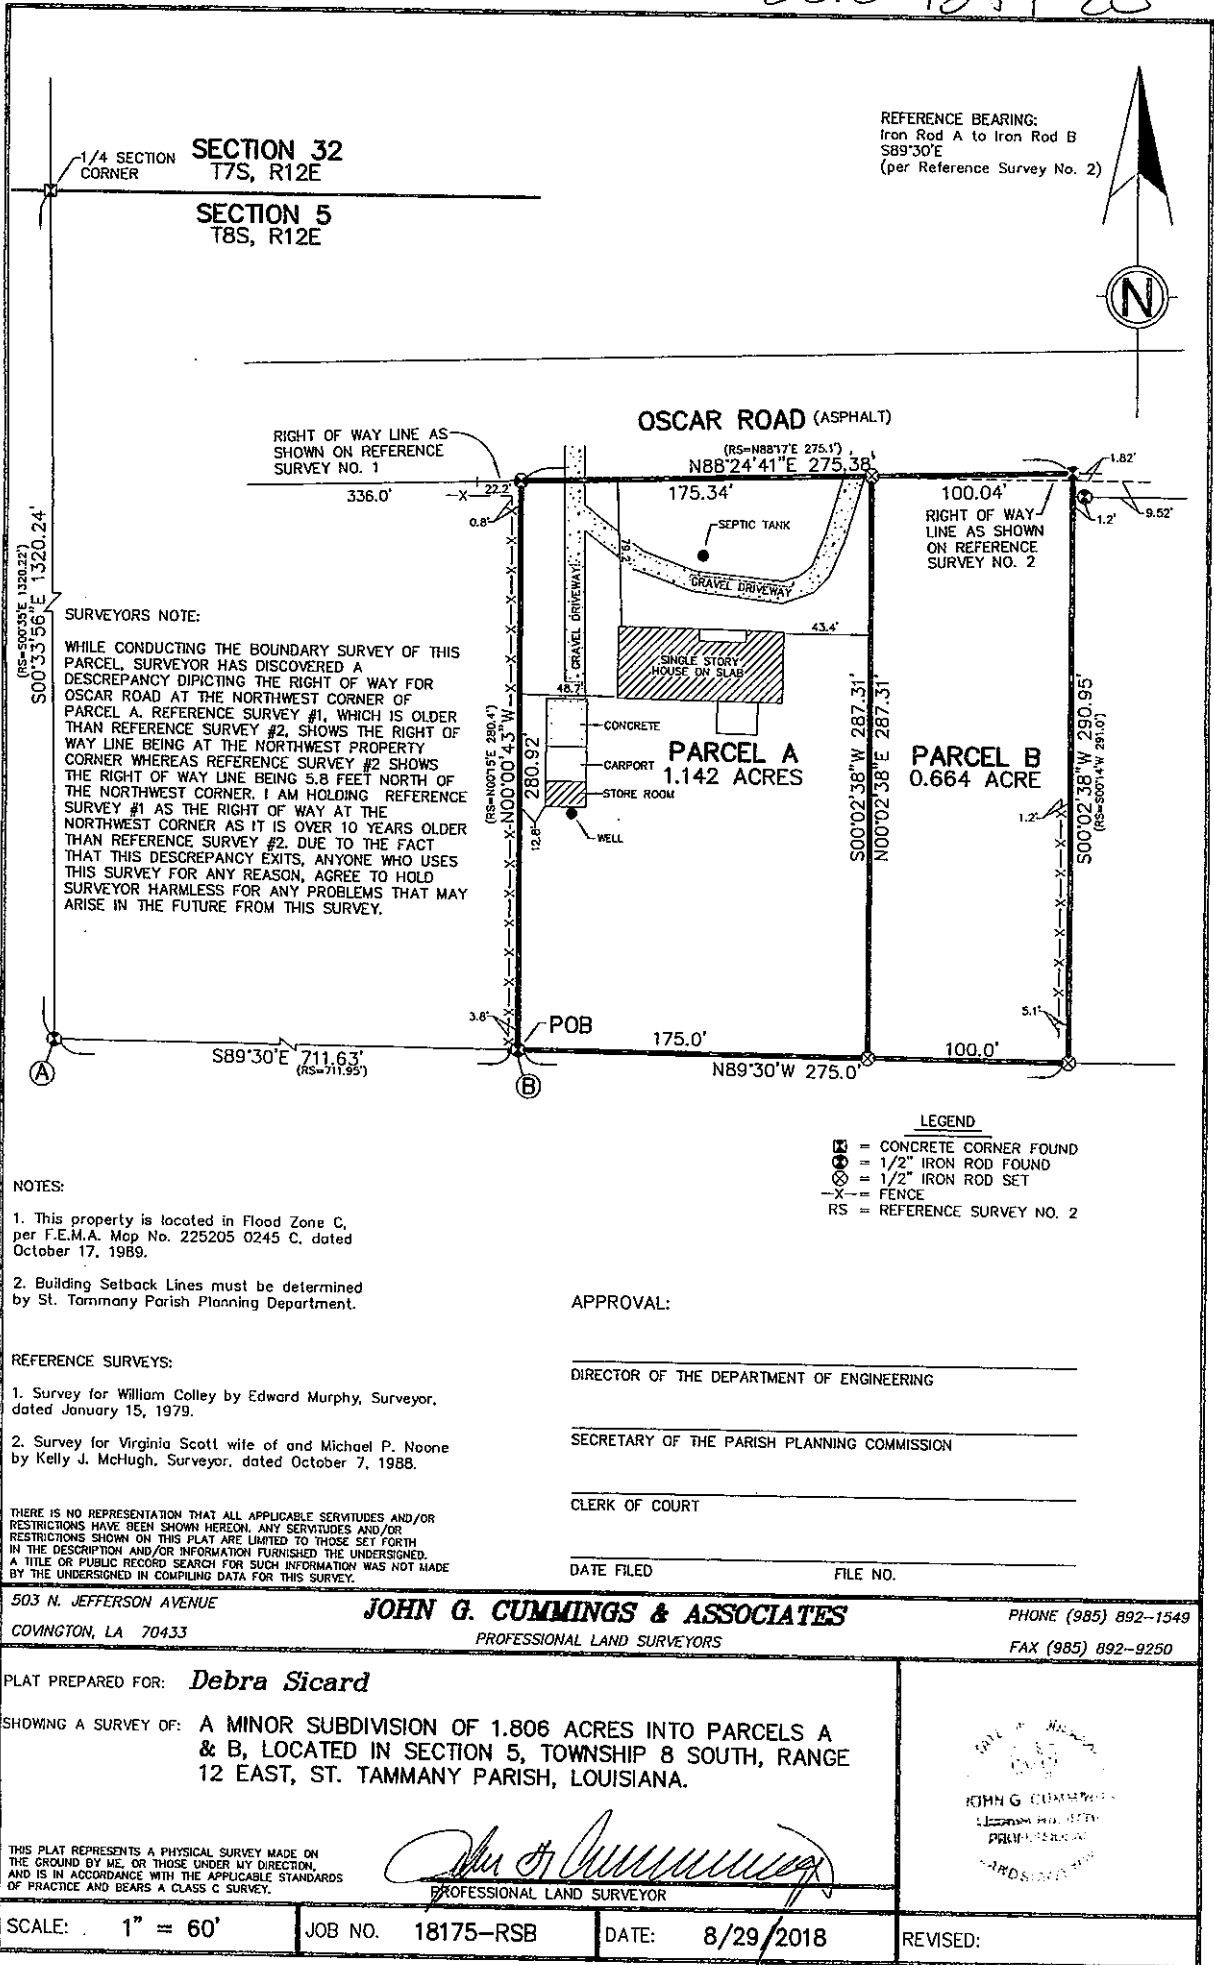 REFERENCE BEARING:
Iron Rod A to Iron Rod B
S89°30'E
(per Reference Survey No. 2)
1/4 SECTION
CORNER
SECTION 32
T7S, R12E
SECTION 5
T8S, R12E
N
OSCAR ROAD (ASPHALT)
(RS=N88°17'E 275.1')
N88°24'41"E 275.38'
RIGHT OF WAY LINE AS
SHOWN ON REFERENCE
SURVEY NO. 1
336.0'
22.2'
-X-
0.8'
175.34'
100.04'
1.82'
9.52'
1.2'
RIGHT OF WAY
LINE AS SHOWN
ON REFERENCE
SURVEY NO. 2
SEPTIC TANK
79.2'
GRAVEL DRIVEWAY
GRAVEL DRIVEWAY
43.4'
SINGLE STORY
HOUSE ON SLAB
48.7'
CONCRETE
CARPORT
STORE ROOM
WELL
12.8'
PARCEL A
1.142 ACRES
PARCEL B
0.664 ACRE
(RS=S00°35'E 1320.22')
S00°33'56"E 1320.24'
(RS=N00°15'E 280.4')
N00°00'43"W
280.92'
S00°02'38"W 287.31'
N00°02'38"E 287.31'
S00°02'38"W 290.95'
(RS=S00°14'W 291.0')
1.2'
5.1'
SURVEYORS NOTE:
WHILE CONDUCTING THE BOUNDARY SURVEY OF THIS
PARCEL, SURVEYOR HAS DISCOVERED A
DESCREPANCY DIPICTING THE RIGHT OF WAY FOR
OSCAR ROAD AT THE NORTHWEST CORNER OF
PARCEL A. REFERENCE SURVEY #1, WHICH IS OLDER
THAN REFERENCE SURVEY #2, SHOWS THE RIGHT OF
WAY LINE BEING AT THE NORTHWEST PROPERTY
CORNER WHEREAS REFERENCE SURVEY #2 SHOWS
THE RIGHT OF WAY LINE BEING 5.8 FEET NORTH OF
THE NORTHWEST CORNER. I AM HOLDING REFERENCE
SURVEY #1 AS THE RIGHT OF WAY AT THE
NORTHWEST CORNER AS IT IS OVER 10 YEARS OLDER
THAN REFERENCE SURVEY #2. DUE TO THE FACT
THAT THIS DESCREPANCY EXITS, ANYONE WHO USES
THIS SURVEY FOR ANY REASON, AGREE TO HOLD
SURVEYOR HARMLESS FOR ANY PROBLEMS THAT MAY
ARISE IN THE FUTURE FROM THIS SURVEY.
3.8'
POB
A
B
S89°30'E 711.63'
(RS=711.95')
175.0'
100.0'
N89°30'W 275.0'
LEGEND
= CONCRETE CORNER FOUND
= 1/2" IRON ROD FOUND
= 1/2" IRON ROD SET
-X- = FENCE
RS = REFERENCE SURVEY NO. 2
NOTES:
1. This property is located in Flood Zone C,
per F.E.M.A. Map No. 225205 0245 C, dated
October 17, 1989.
2. Building Setback Lines must be determined
by St. Tammany Parish Planning Department.
REFERENCE SURVEYS:
1. Survey for William Colley by Edward Murphy, Surveyor,
dated January 15, 1979.
2. Survey for Virginia Scott wife of and Michael P. Noone
by Kelly J. McHugh, Surveyor, dated October 7, 1988.
THERE IS NO REPRESENTATION THAT ALL APPLICABLE SERVITUDES AND/OR
RESTRICTIONS HAVE BEEN SHOWN HEREON. ANY SERVITUDES AND/OR
RESTRICTIONS SHOWN ON THIS PLAT ARE LIMITED TO THOSE SET FORTH
IN THE DESCRIPTION AND/OR INFORMATION FURNISHED THE UNDERSIGNED.
A TITLE OR PUBLIC RECORD SEARCH FOR SUCH INFORMATION WAS NOT MADE
BY THE UNDERSIGNED IN COMPILING DATA FOR THIS SURVEY.
APPROVAL:
DIRECTOR OF THE DEPARTMENT OF ENGINEERING
SECRETARY OF THE PARISH PLANNING COMMISSION
CLERK OF COURT
DATE FILED FILE NO.
503 N. JEFFERSON AVENUE
COVINGTON, LA 70433
JOHN G. CUMMINGS & ASSOCIATES
PROFESSIONAL LAND SURVEYORS
PHONE (985) 892-1549
FAX (985) 892-9250
PLAT PREPARED FOR: Debra Sicard
SHOWING A SURVEY OF: A MINOR SUBDIVISION OF 1.806 ACRES INTO PARCELS A
& B, LOCATED IN SECTION 5, TOWNSHIP 8 SOUTH, RANGE
12 EAST, ST. TAMMANY PARISH, LOUISIANA.
THIS PLAT REPRESENTS A PHYSICAL SURVEY MADE ON
THE GROUND BY ME, OR THOSE UNDER MY DIRECTION,
AND IS IN ACCORDANCE WITH THE APPLICABLE STANDARDS
OF PRACTICE AND BEARS A CLASS C SURVEY.
John G. Cummings
PROFESSIONAL LAND SURVEYOR
JOHN G. CUMMINGS
SCALE: 1" = 60'
JOB NO. 18175-RSB
DATE: 8/29/2018
REVISED: